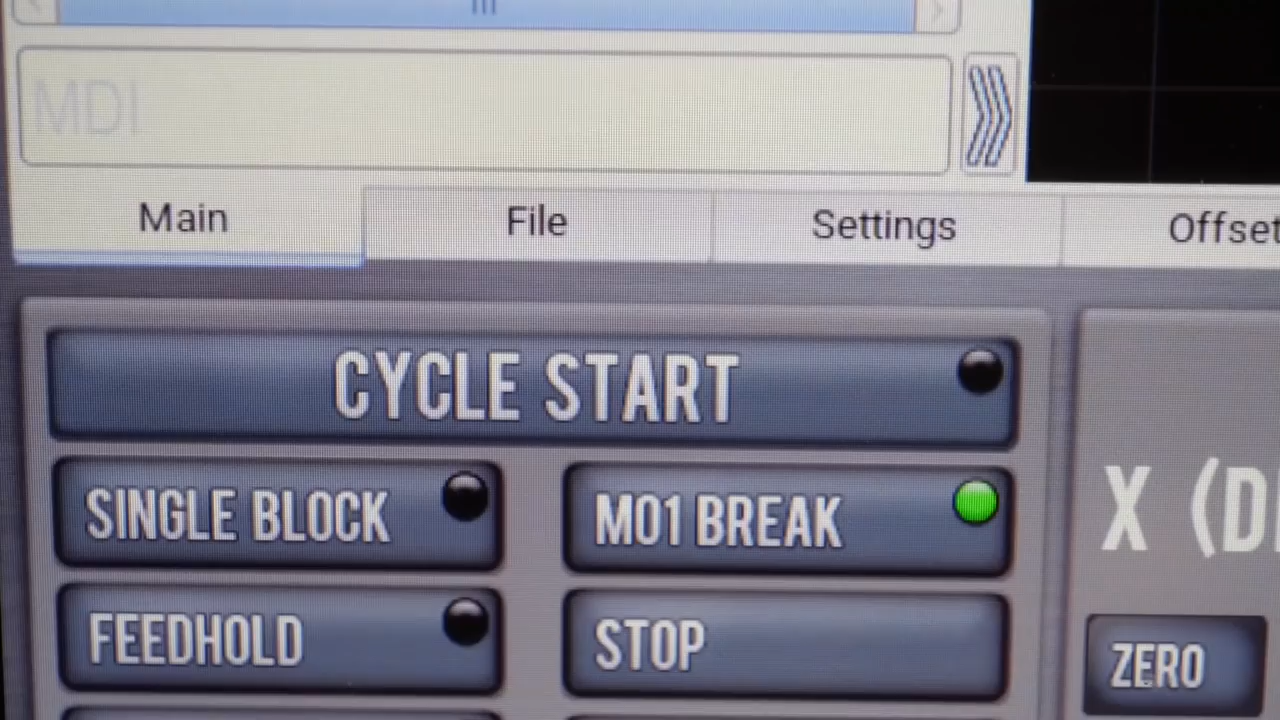 MDI
Main File Settings Offset
CYCLE START
SINGLE BLOCK M01 BREAK
X (D
FEEDHOLD STOP
ZERO